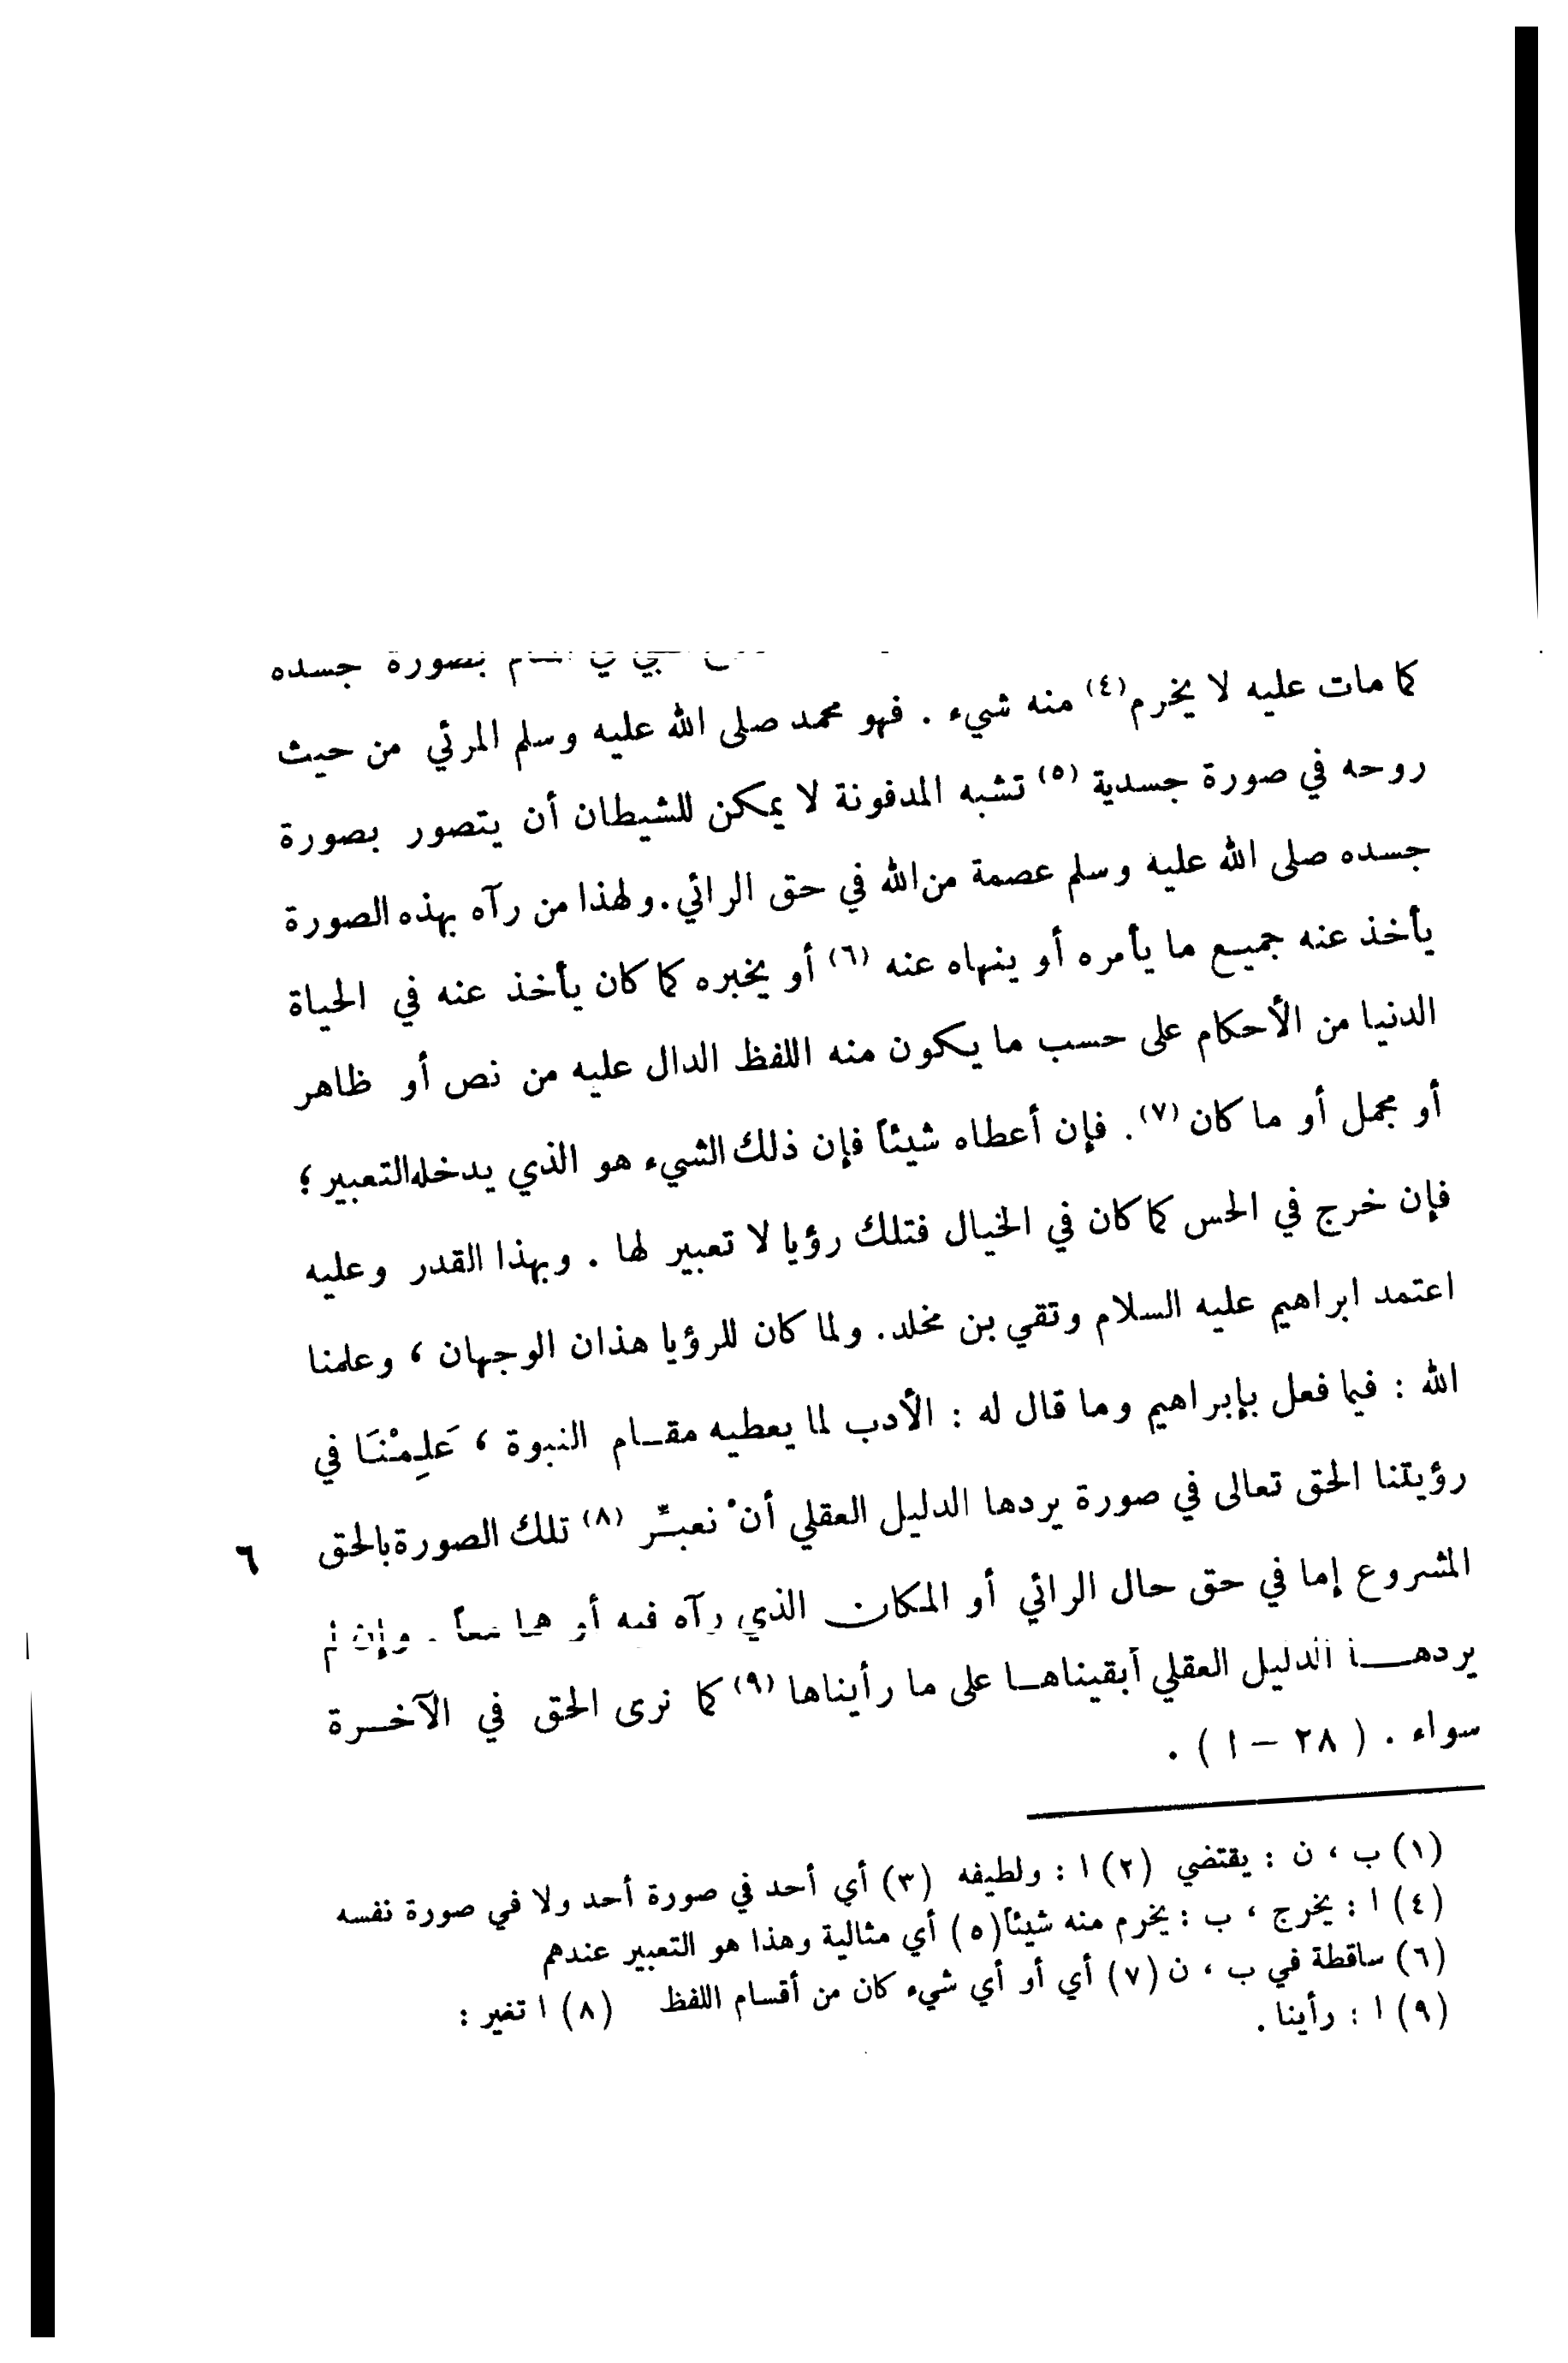 بصورة جسده
كما مات عليه لا يخرم(٤) منه شيء . فهو محمد صلى الله عليه وسلم المرئي من حيث
روحه في صورة جسدية (٥) تشبه المدفونة لا يمكن للشيطان أن يتصور بصورة
جسده صلى الله عليه وسلم عصمة من الله في حق الرائي. ولهذا من رآه بهذه الصورة
يأخذ عنه جميع ما يأمره أو ينهاه عنه (٦) أو يخبره كما كان يأخذ عنه في الحياة
الدنيا من الأحكام على حسب ما يكون منه اللفظ الدال عليه من نص أو ظاهر
أو مجمل أو ما كان (٧). فإن أعطاه شيئاً فإن ذلك الشيء هو الذي يدخله التعبير ؛
فإن خرج في الحس كما كان في الخيال فتلك رؤيا لا تعبير لها . وبهذا القدر وعليه
اعتمد ابراهيم عليه السلام وتقي بن مخلد. ولما كان للرؤيا هذان الوجهان ، وعلمنا
الله : فيما فعل بإبراهيم وما قال له : الأدب لما يعطيه مقام النبوة ، عَلِمْنَا في
رؤيتنا الحق تعالى في صورة يردها الدليل العقلي أنْ نعبِّر (٨) تلك الصورة بالحق ٦
المشروع إما في حق حال الرائي أو المكان الذي رآه فيه أو هما معاً . وإن لم
يردها الدليل العقلي أبقيناها على ما رأيناها (٩) كما نرى الحق في الآخرة
سواء . ( ٢٨ – ا ) .
(١) ب ، ن : يقتضي (٢) ا : ولطيفه (٣) أي أحد في صورة أحد ولا في صورة نفسه
(٤) ا : يخرج ، ب : يخرم منه شيئاً (٥) أي مثالية وهذا هو التعبير عندهم
(٦) ساقطة في ب ، ن (٧) أي أو أي شيء كان من أقسام اللفظ (٨) ا تغير :
(٩) ا : رأينا .